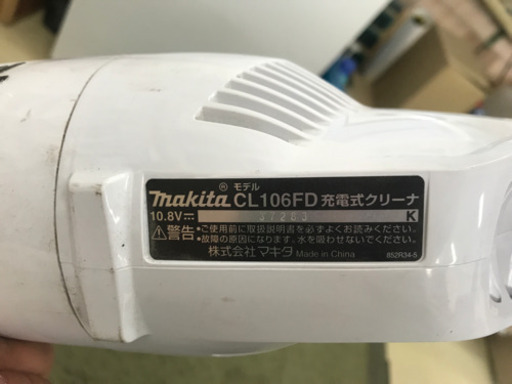 makita® モデル CL106FD 充電式クリーナ
10.8V⎓ 37263 K
⚠警告 ・ご使用前に取扱説明書を必ずよくお読みください。
・故障の原因になります。水を吸わせないでください。
株式会社マキタ Made in China 852R34-5